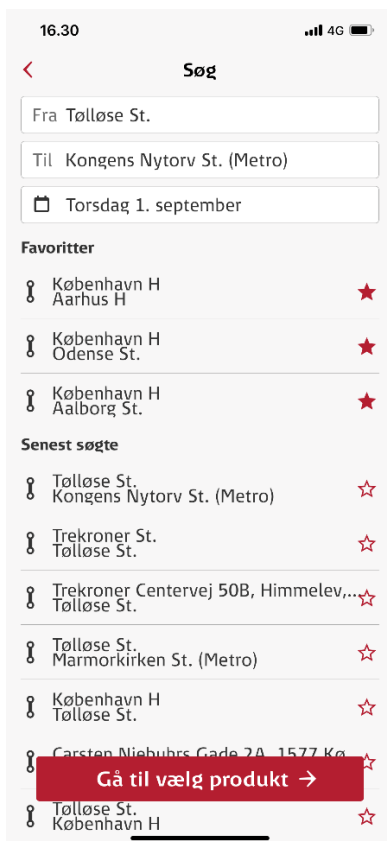 16.30
4G
Søg
Fra Tølløse St.
Til Kongens Nytorv St. (Metro)
Torsdag 1. september
Favoritter
København H
Aarhus H
København H
Odense St.
København H
Aalborg St.
Senest søgte
Tølløse St.
Kongens Nytorv St. (Metro)
Trekroner St.
Tølløse St.
Trekroner Centervej 50B, Himmelev,...
Tølløse St.
Tølløse St.
Marmorkirken St. (Metro)
København H
Tølløse St.
Carsten Niebuhrs Gade 2A, 1577 Kø...
Gå til vælg produkt →
Tølløse St.
København H